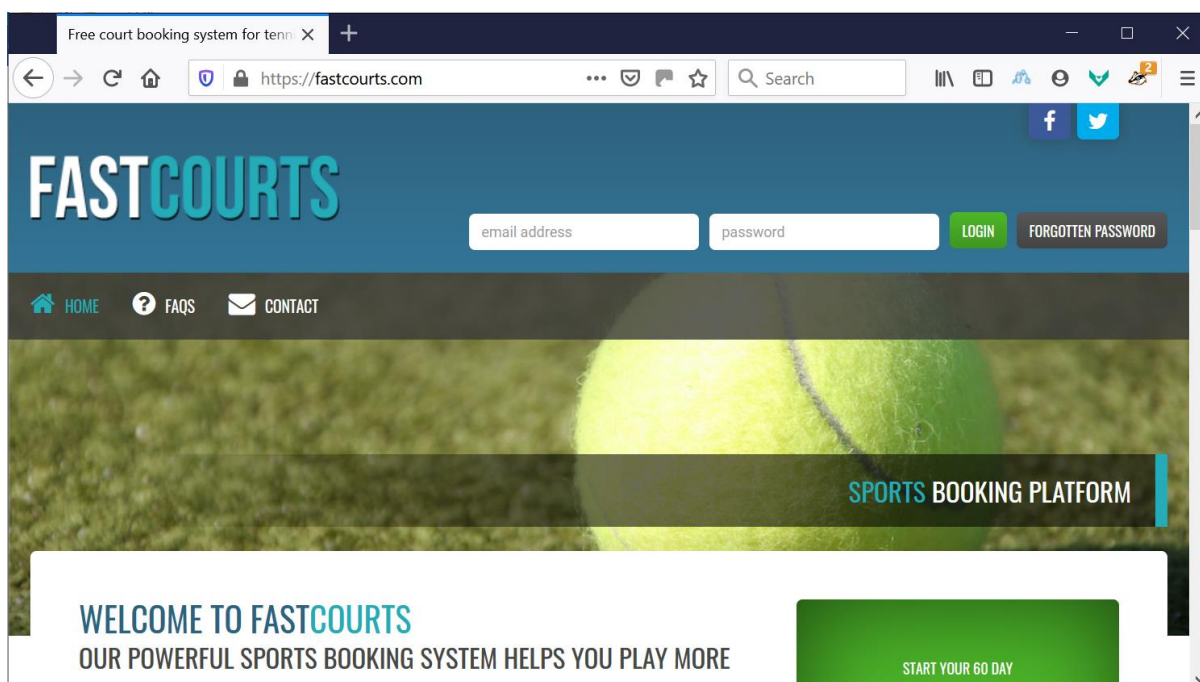 Free court booking system for tenn
https://fastcourts.com
Search
2
FASTCOURTS
email address
password
LOGIN
FORGOTTEN PASSWORD
HOME
FAQS
CONTACT
SPORTS BOOKING PLATFORM
WELCOME TO FASTCOURTS
OUR POWERFUL SPORTS BOOKING SYSTEM HELPS YOU PLAY MORE
START YOUR 60 DAY